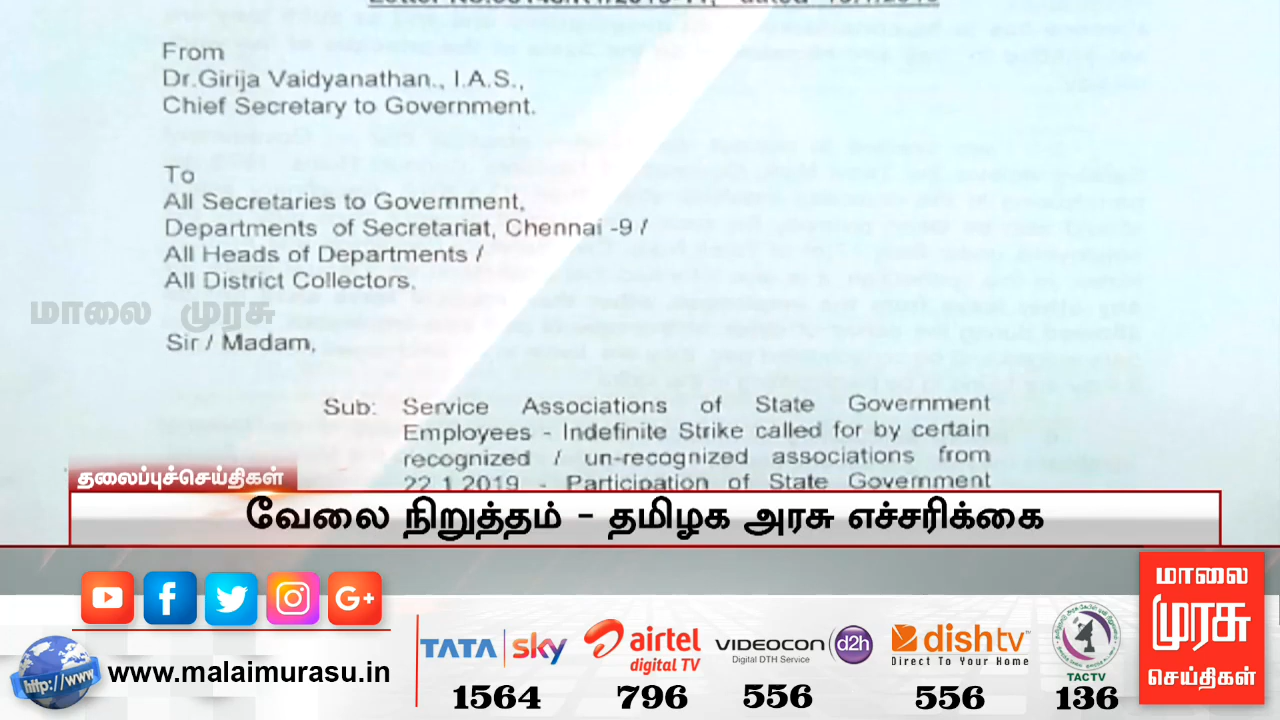 From
Dr.Girija Vaidyanathan., I.A.S.,
Chief Secretary to Government.
To
All Secretaries to Government,
Departments of Secretariat, Chennai -9 /
All Heads of Departments /
All District Collectors.
மாலை முரசு
Sir / Madam,
Sub: Service Associations of State Government
Employees - Indefinite Strike called for by certain
recognized / un-recognized associations from
22.1.2019 - Participation of State Government
தலைப்புச்செய்திகள்
வேலை நிறுத்தம் - தமிழக அரசு எச்சரிக்கை
மாலை
முரசு
செய்திகள்
G+
http://www
www.malaimurasu.in
TATA sky
1564
airtel
digital TV
796
VIDEOCON d2h
Digital DTH Service
556
dishtv
Direct To Your Home
556
TACTV
136